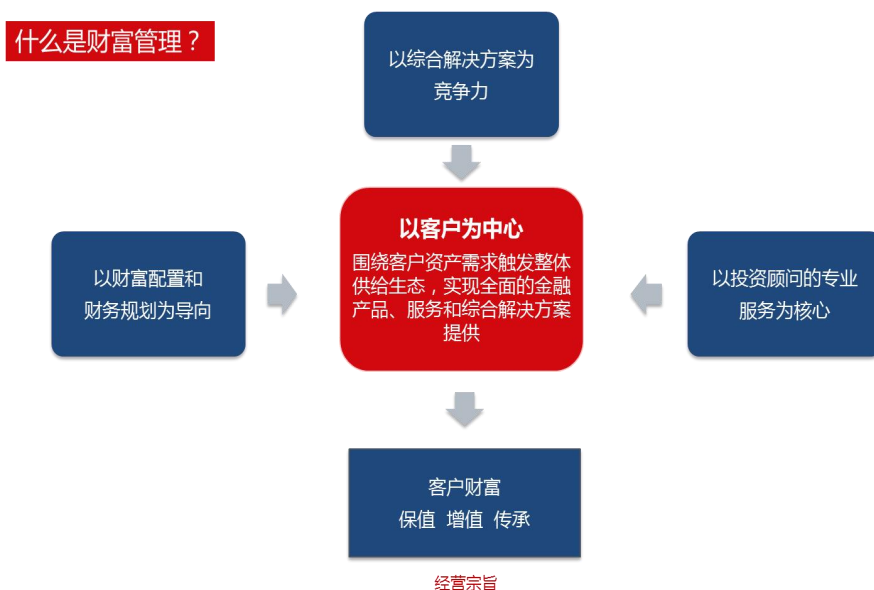 什么是财富管理？
以综合解决方案为
竞争力
以客户为中心
围绕客户资产需求触发整体
供给生态，实现全面的金融
产品、服务和综合解决方案
提供
以财富配置和
财务规划为导向
以投资顾问的专业
服务为核心
客户财富
保值 增值 传承
经营宗旨